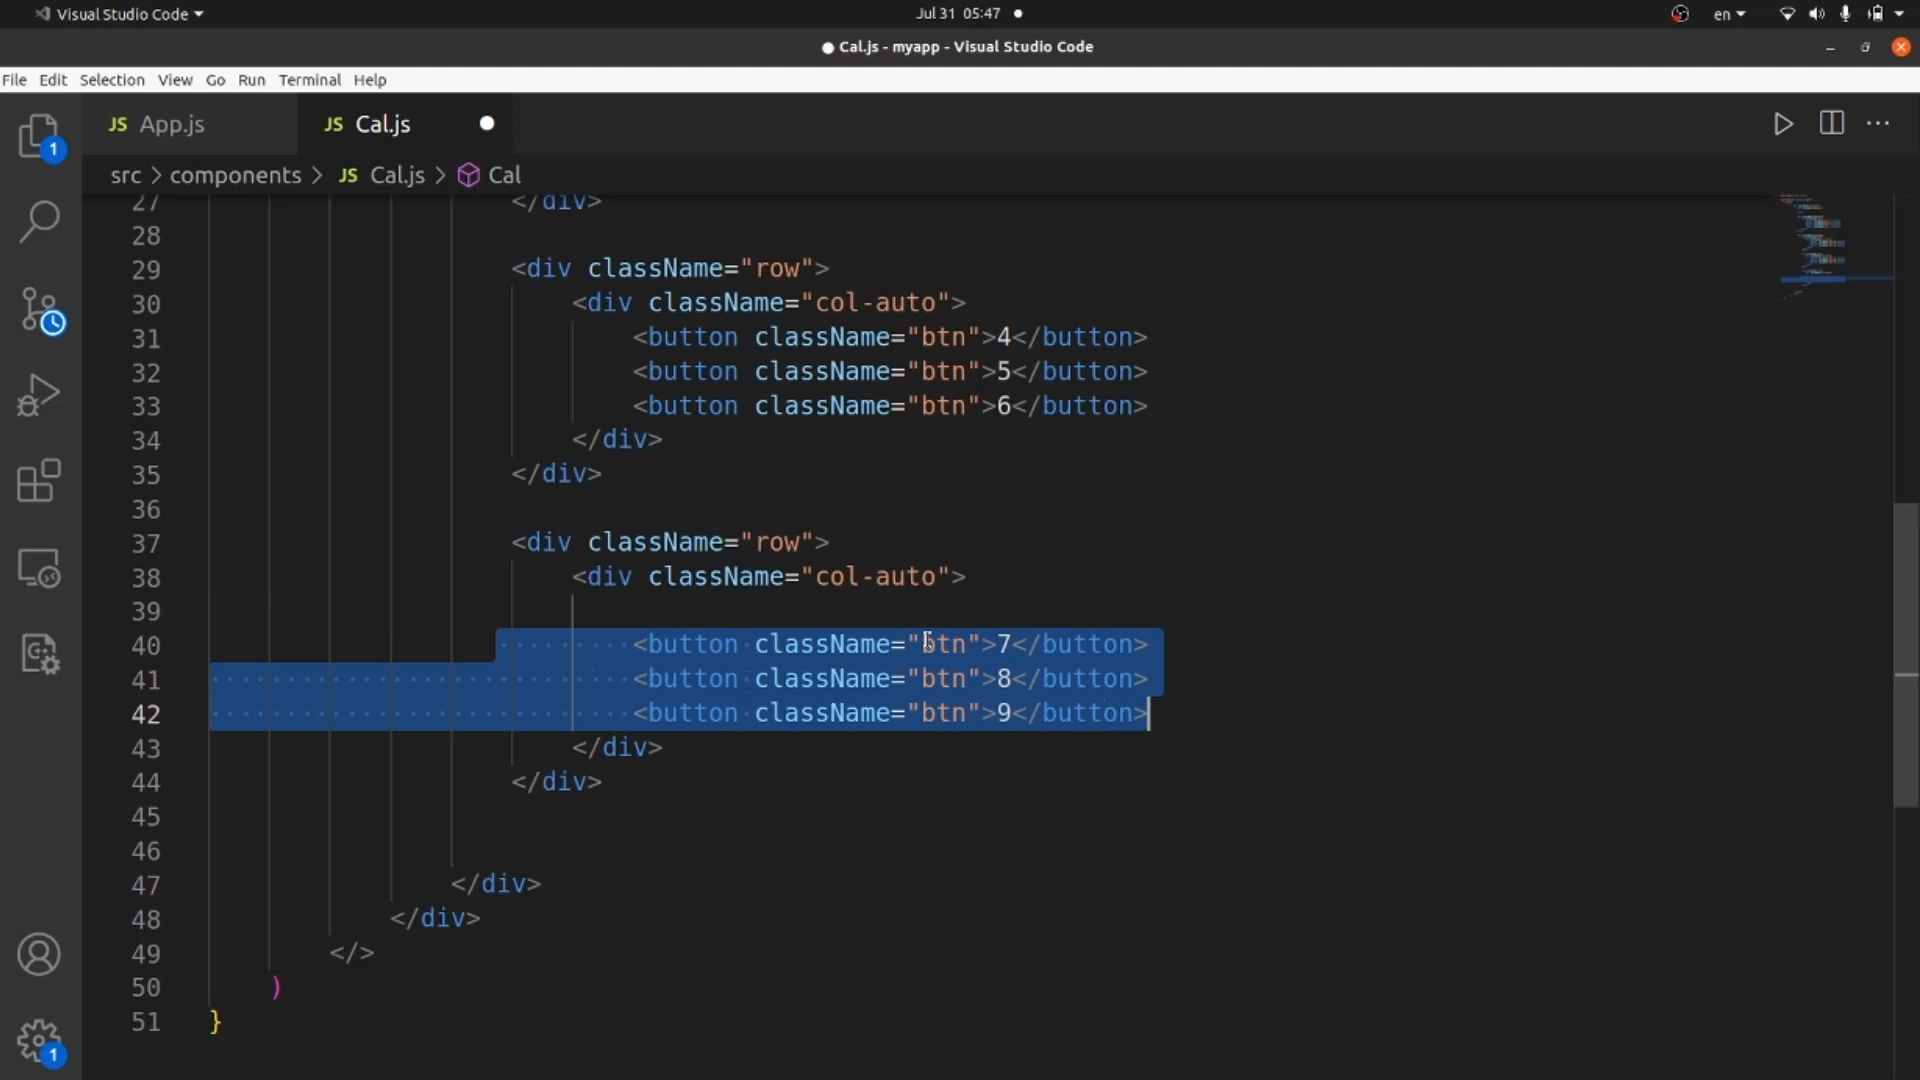 Visual Studio Code
Jul 31 05:47
en
Cal.js - myapp - Visual Studio Code
File Edit Selection View Go Run Terminal Help
JS App.js
JS Cal.js
src > components > JS Cal.js > Cal
1
27 </div>
28
29 <div className="row">
30 <div className="col-auto">
31 <button className="btn">4</button>
32 <button className="btn">5</button>
33 <button className="btn">6</button>
34 </div>
35 </div>
36
37 <div className="row">
38 <div className="col-auto">
39
40 <button className="btn">7</button>
41 <button className="btn">8</button>
42 <button className="btn">9</button>
43 </div>
44 </div>
45
46
47 </div>
48 </div>
49 </>
50 )
51 }
1